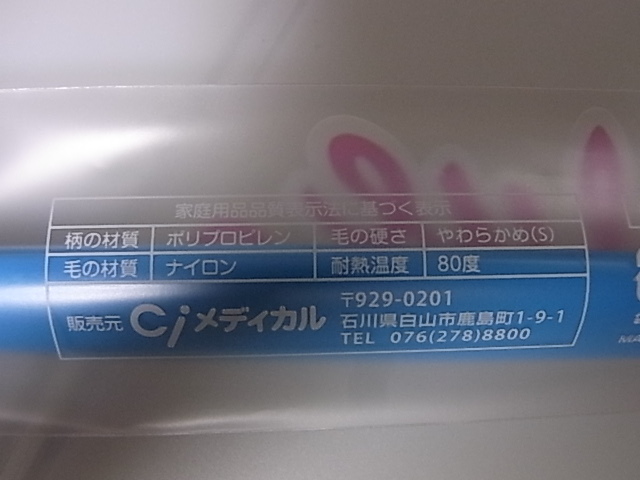 家庭用品品質表示法に基づく表示
柄の材質 ポリプロピレン 毛の硬さ やわらかめ(S)
毛の材質 ナイロン 耐熱温度 80度
販売元 Ci メディカル
〒929-0201
石川県白山市鹿島町1-9-1
TEL 076(278)8800